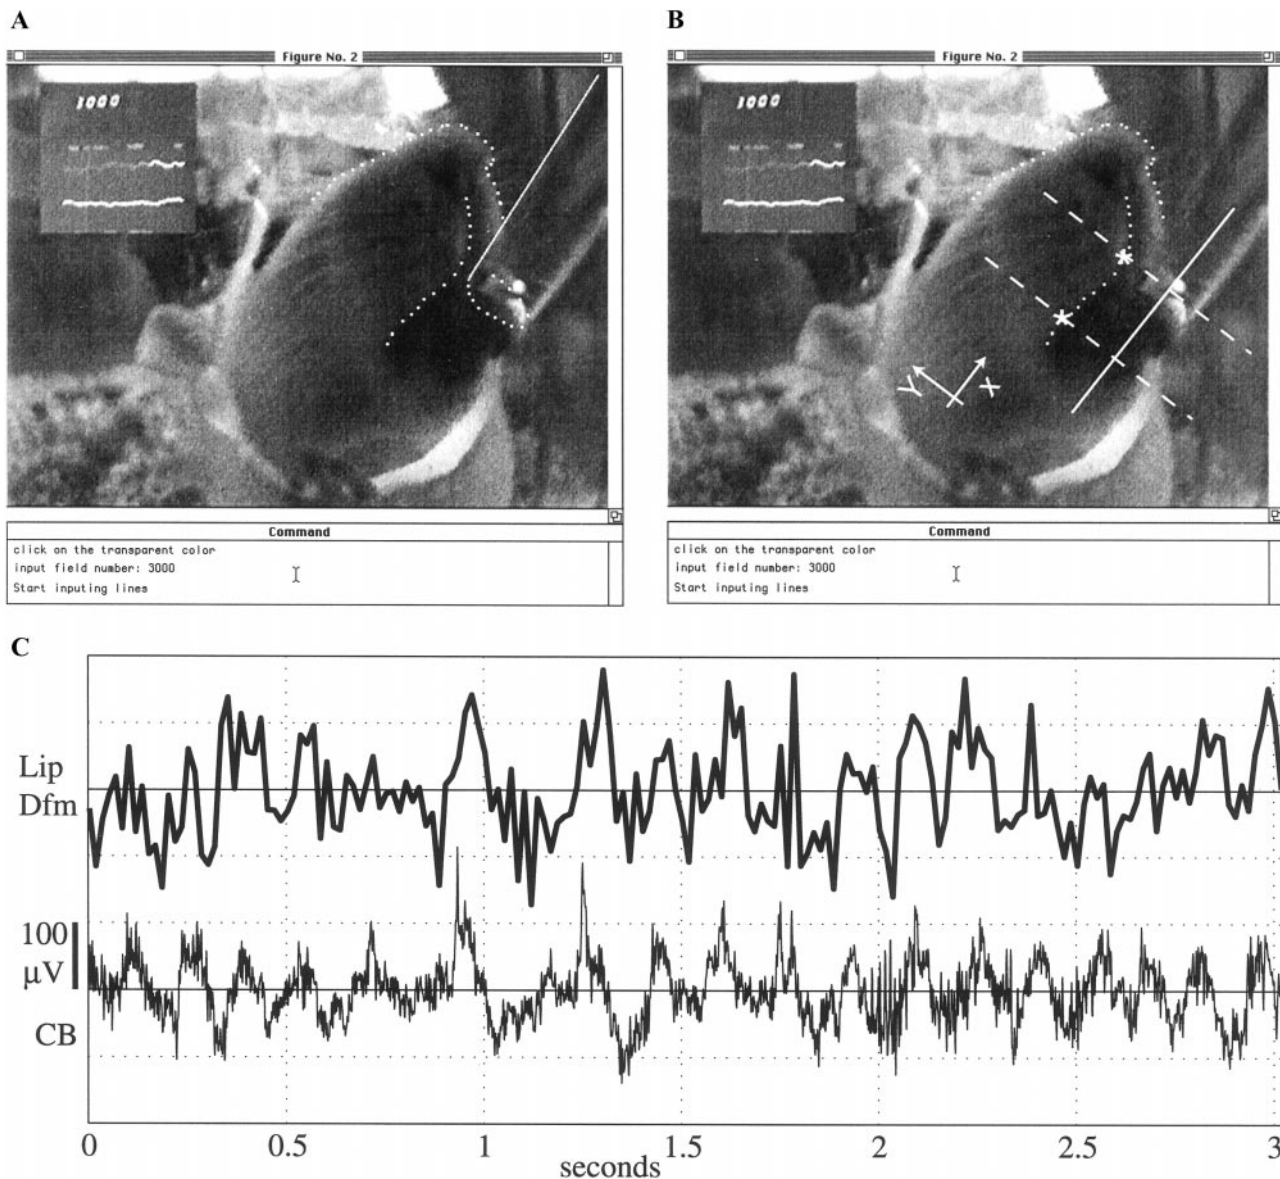 A
B
Figure No. 2
Figure No. 2
3000
3000
Y
X
Command
click on the transparent color
input field number: 3000
Start inputing lines
Command
click on the transparent color
input field number: 3000
Start inputing lines
C
Lip
Dfm
100
μV
CB
0
0.5
1
1.5
2
2.5
3
seconds